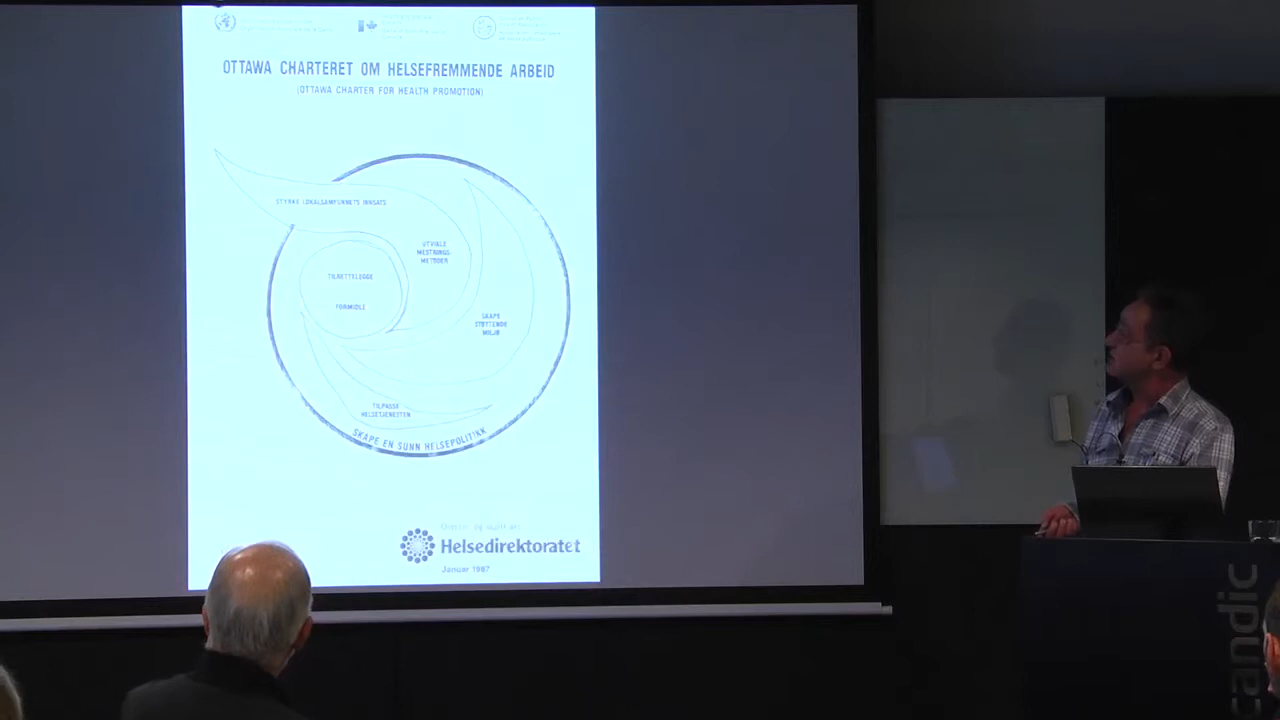 OTTAWA CHARTERET OM HELSEFREMMENDE ARBEID
(OTTAWA CHARTER FOR HEALTH PROMOTION)
STYRKE LOKALSAMFUNNETS INNSATS
UTVIKLE
MESTRINGS
METODER
TILRETTELEGGE
FORMIDLE
SKAPE
STØTTENDE
MILJØ
TILPASSE
HELSETJENESTEN
SKAPE EN SUNN HELSEPOLITIKK
Helsedirektoratet
Januar 1987
candic